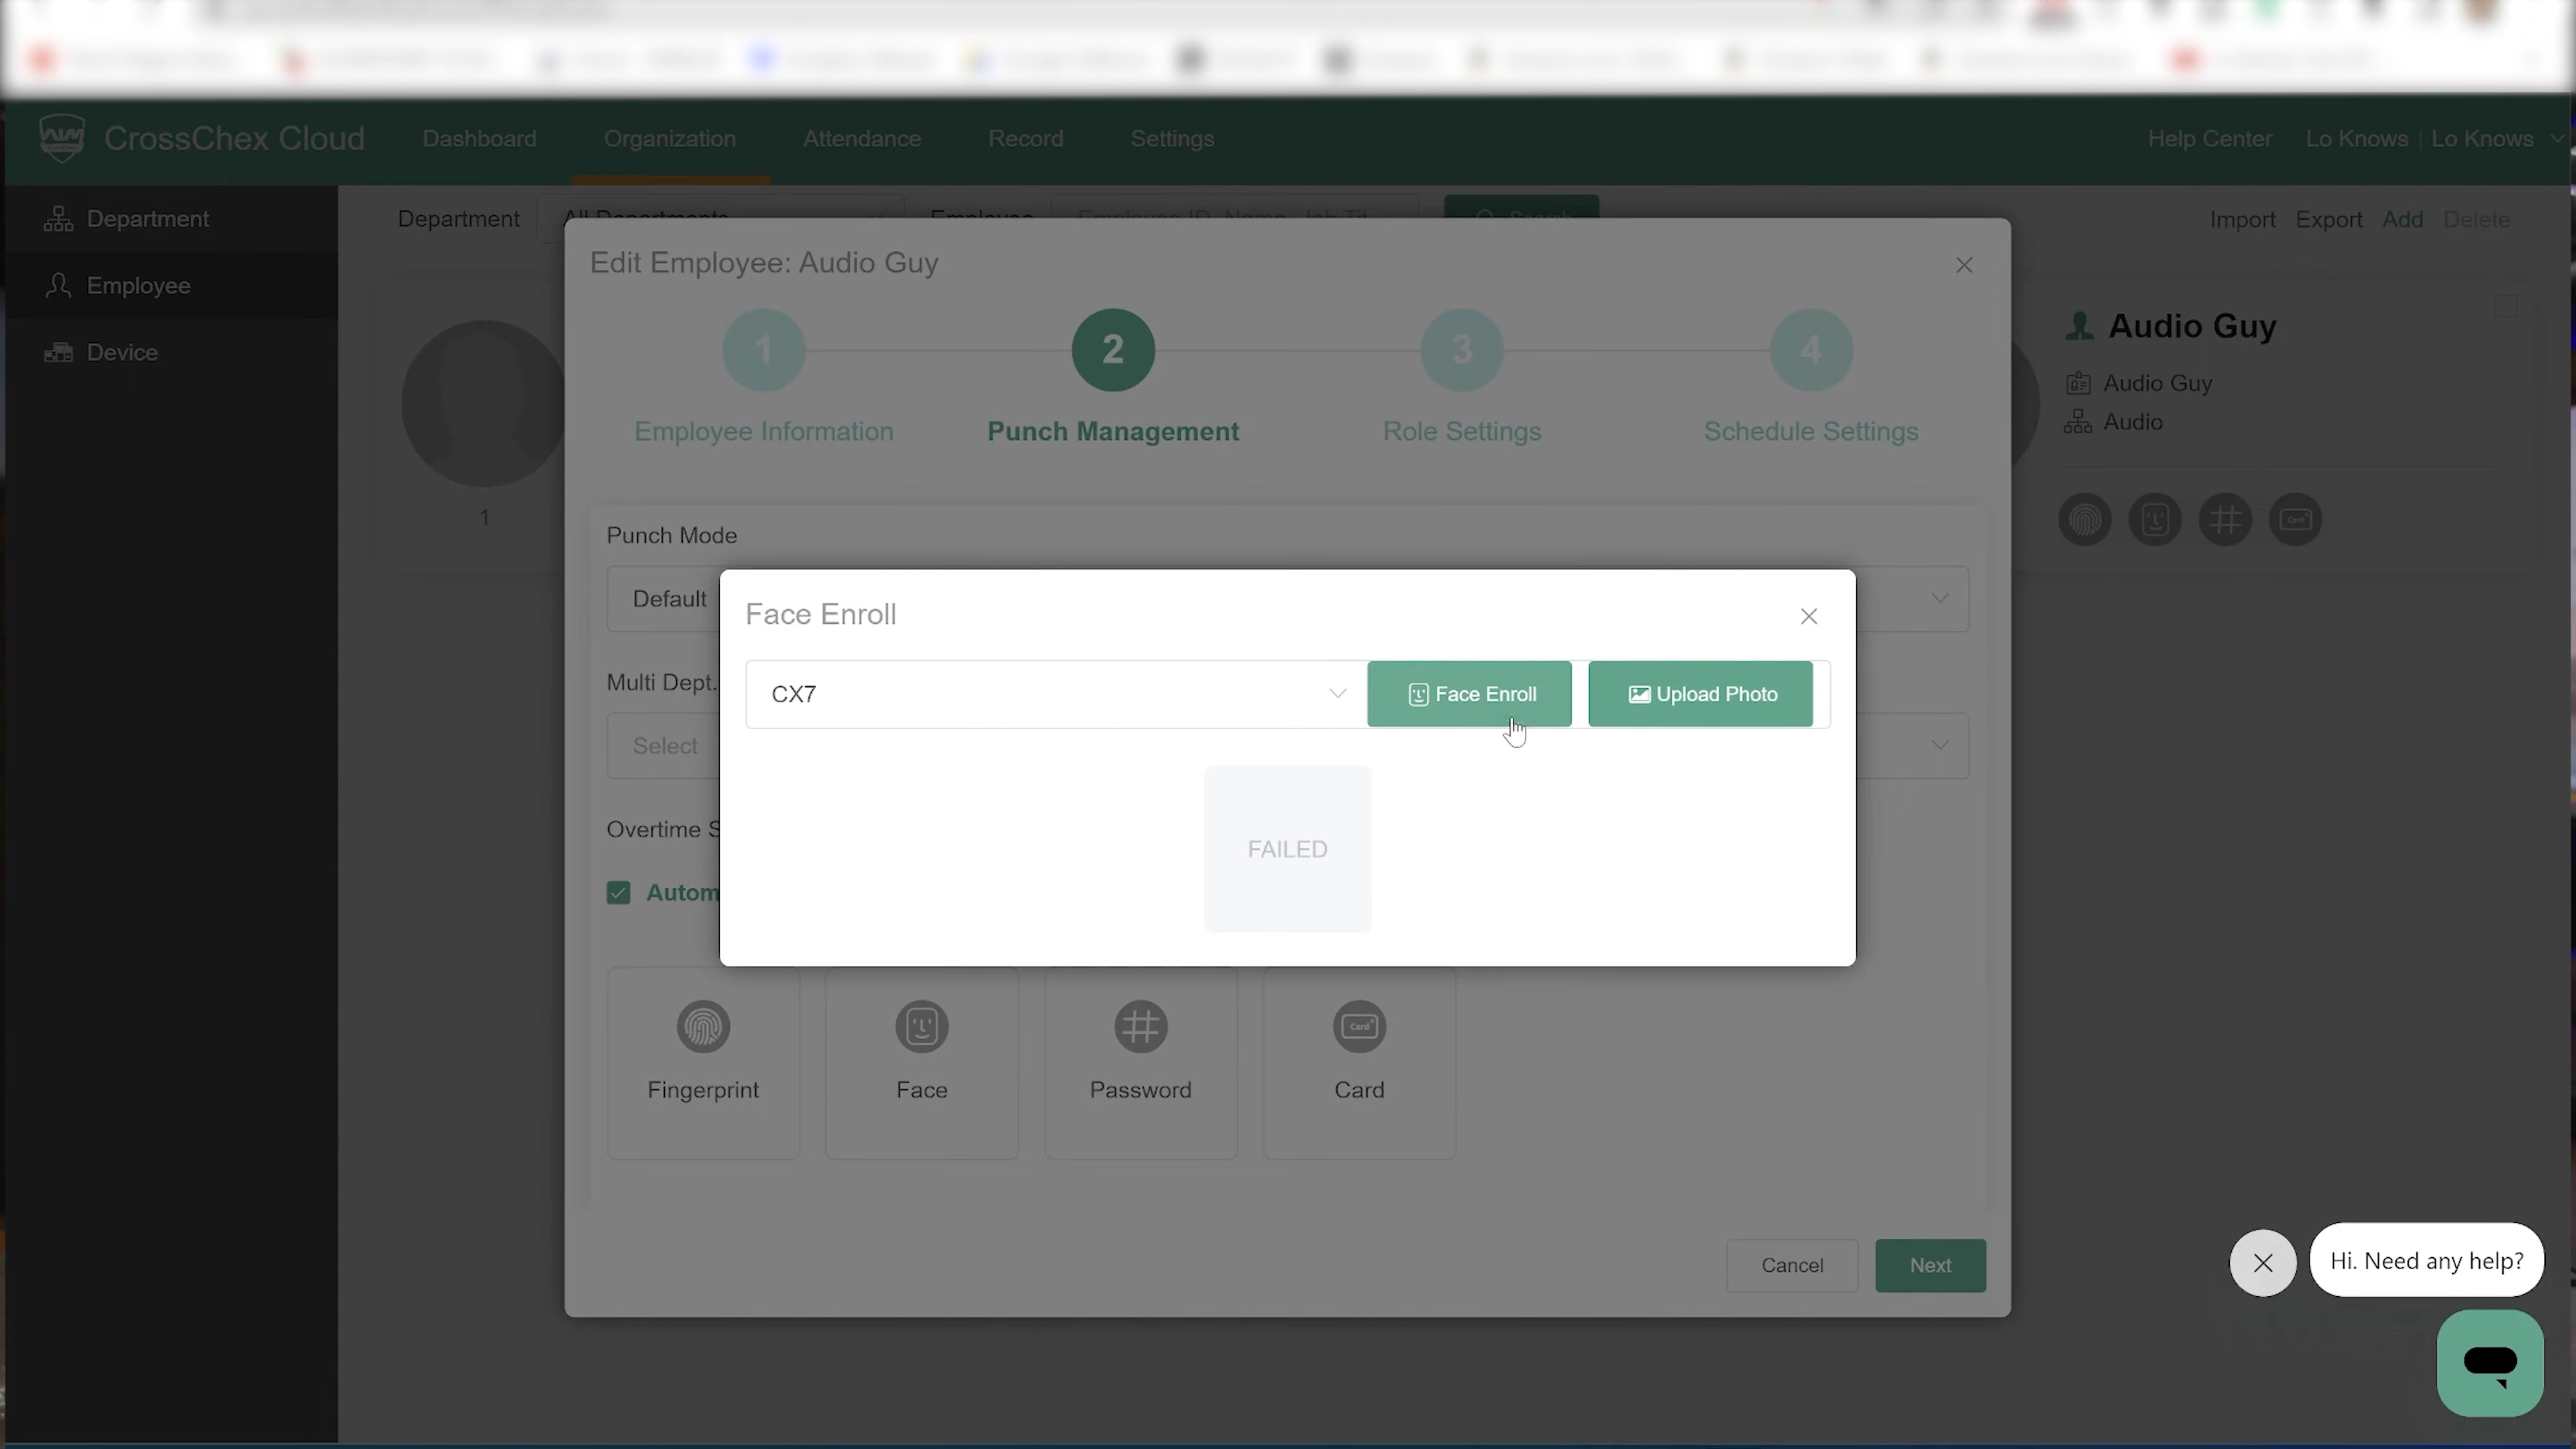 CrossChex Cloud
Dashboard
Organization
Attendance
Record
Settings
Help Center
Lo Knows | Lo Knows
Department
Employee
Device
Department
All Departments
Employee
Employee ID, Name, Job Tit
Search
Import
Export
Add
Delete
1
Edit Employee: Audio Guy
1
2
3
4
Employee Information
Punch Management
Role Settings
Schedule Settings
Punch Mode
Default
Multi Dept.
Select
Overtime S
Autom
Face Enroll
CX7
Face Enroll
Upload Photo
FAILED
Fingerprint
Face
Password
Card
Card
Cancel
Next
Audio Guy
Audio Guy
Audio
Card
Hi. Need any help?